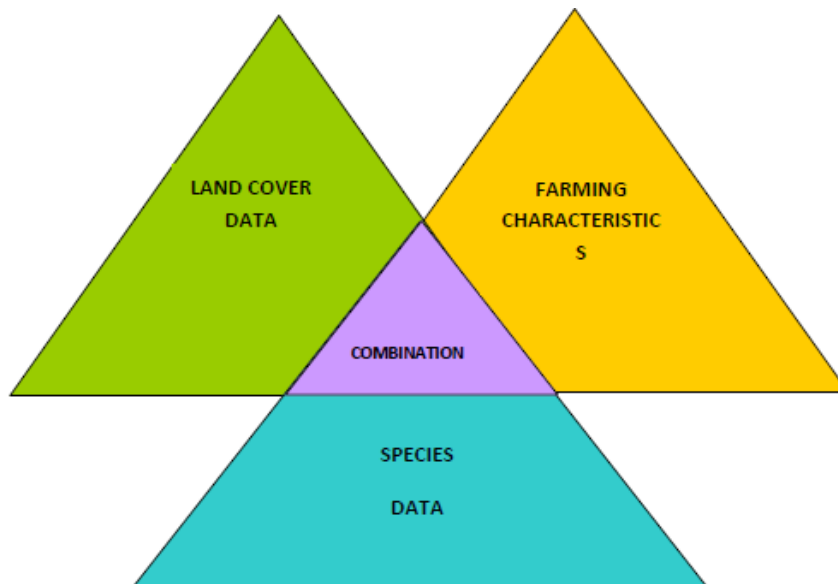 LAND COVER
DATA
FARMING
CHARACTERISTIC
S
COMBINATION
SPECIES
DATA